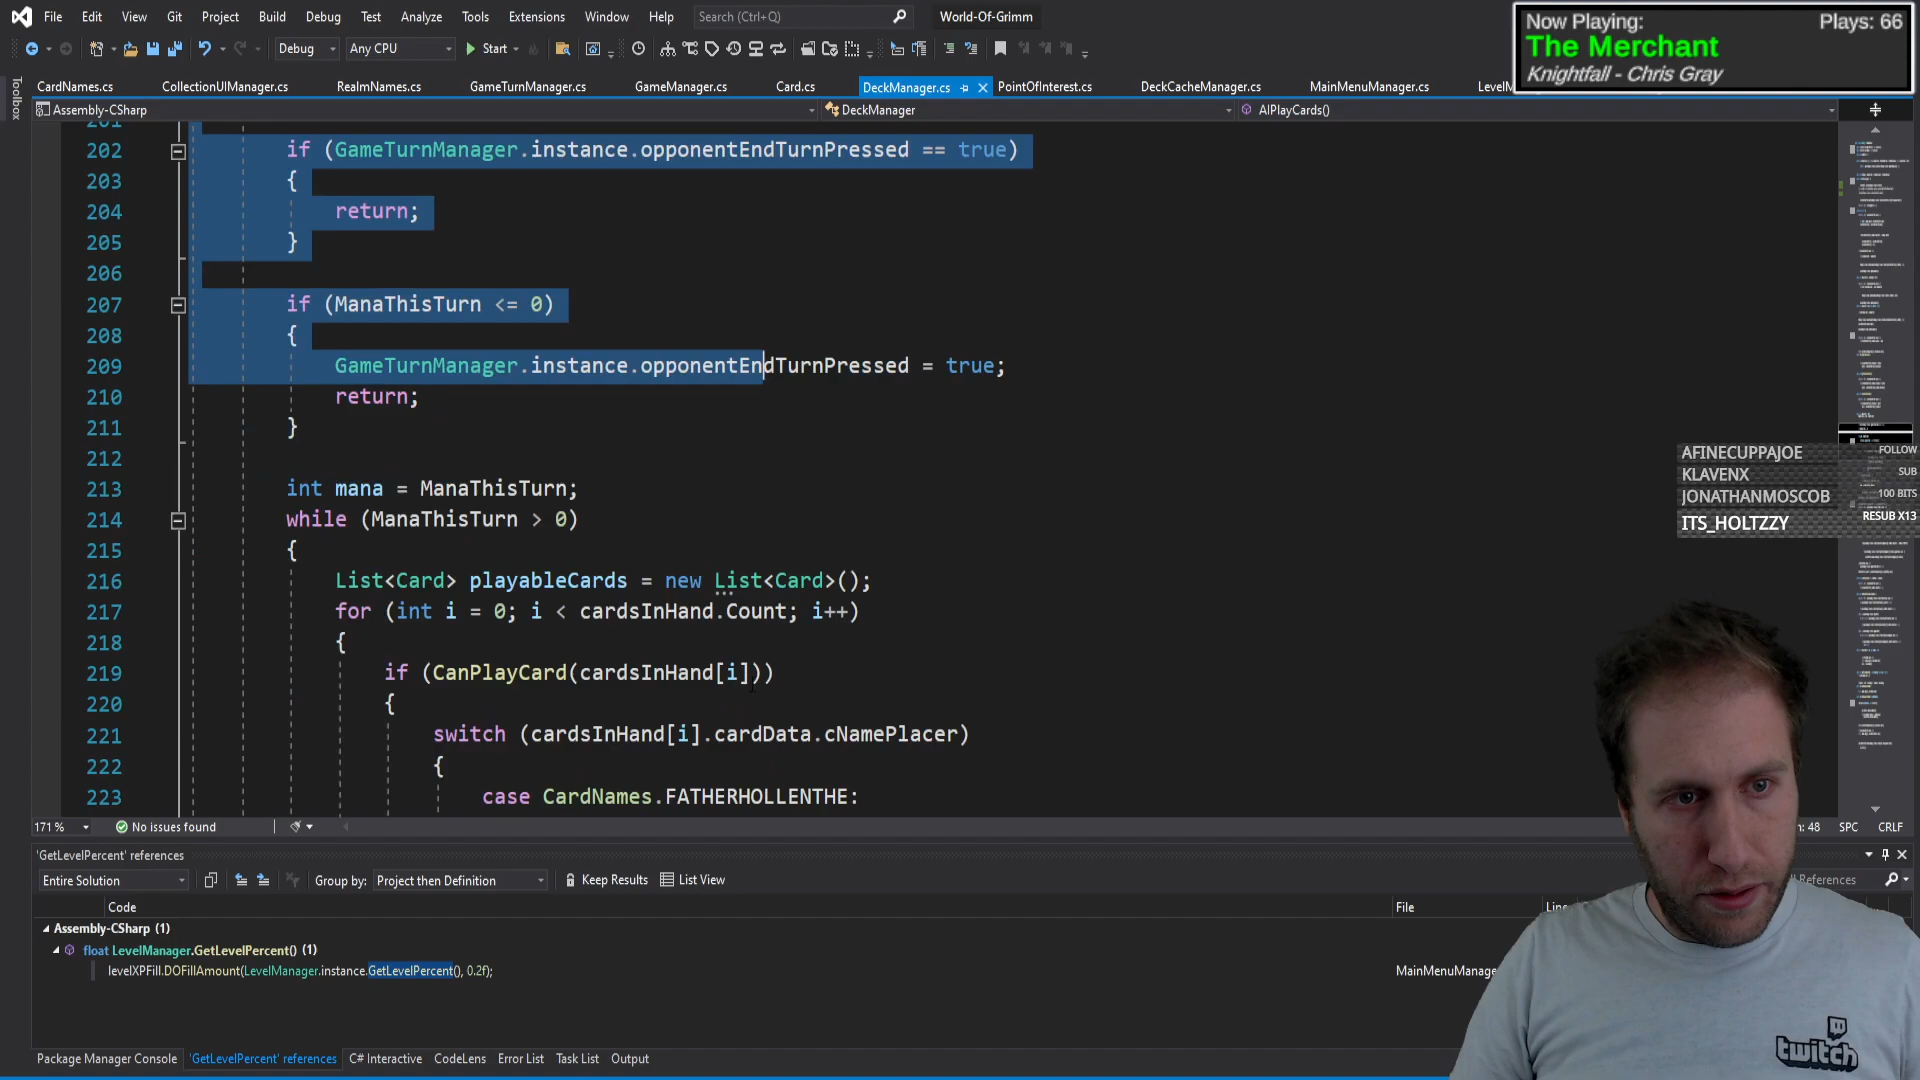 File Edit View Git Project Build Debug Test Analyze Tools Extensions Window Help Search (Ctrl+Q) World-Of-Grimm
Now Playing: Plays: 66
The Merchant
Knightfall - Chris Gray
Debug Any CPU Start
CardNames.cs CollectionUIManager.cs RealmNames.cs GameTurnManager.cs GameManager.cs Card.cs DeckManager.cs PointOfInterest.cs DeckCacheManager.cs MainMenuManager.cs
Toolbox
Assembly-CSharp DeckManager AIPlayCards()
201
202 if (GameTurnManager.instance.opponentEndTurnPressed == true)
203 {
204 return;
205 }
206
207 if (ManaThisTurn <= 0)
208 {
209 GameTurnManager.instance.opponentEndTurnPressed = true;
210 return;
211 }
212
213 int mana = ManaThisTurn;
214 while (ManaThisTurn > 0)
215 {
216 List<Card> playableCards = new List<Card>();
217 for (int i = 0; i < cardsInHand.Count; i++)
218 {
219 if (CanPlayCard(cardsInHand[i]))
220 {
221 switch (cardsInHand[i].cardData.cNamePlacer)
222 {
223 case CardNames.FATHERHOLLENTHE:
AFINECUPPAJOE FOLLOW
KLAVENX SUB
JONATHANMOSCOB 100 BITS
ITS_HOLTZZY RESUB X13
171 % No issues found : 48 SPC CRLF
'GetLevelPercent' references
Entire Solution Group by: Project then Definition Keep Results List View References
Code File
Assembly-CSharp (1)
float LevelManager.GetLevelPercent() (1)
levelXPFill.DOFillAmount(LevelManager.instance.GetLevelPercent(), 0.2f);
Package Manager Console 'GetLevelPercent' references C# Interactive CodeLens Error List Task List Output
twitch